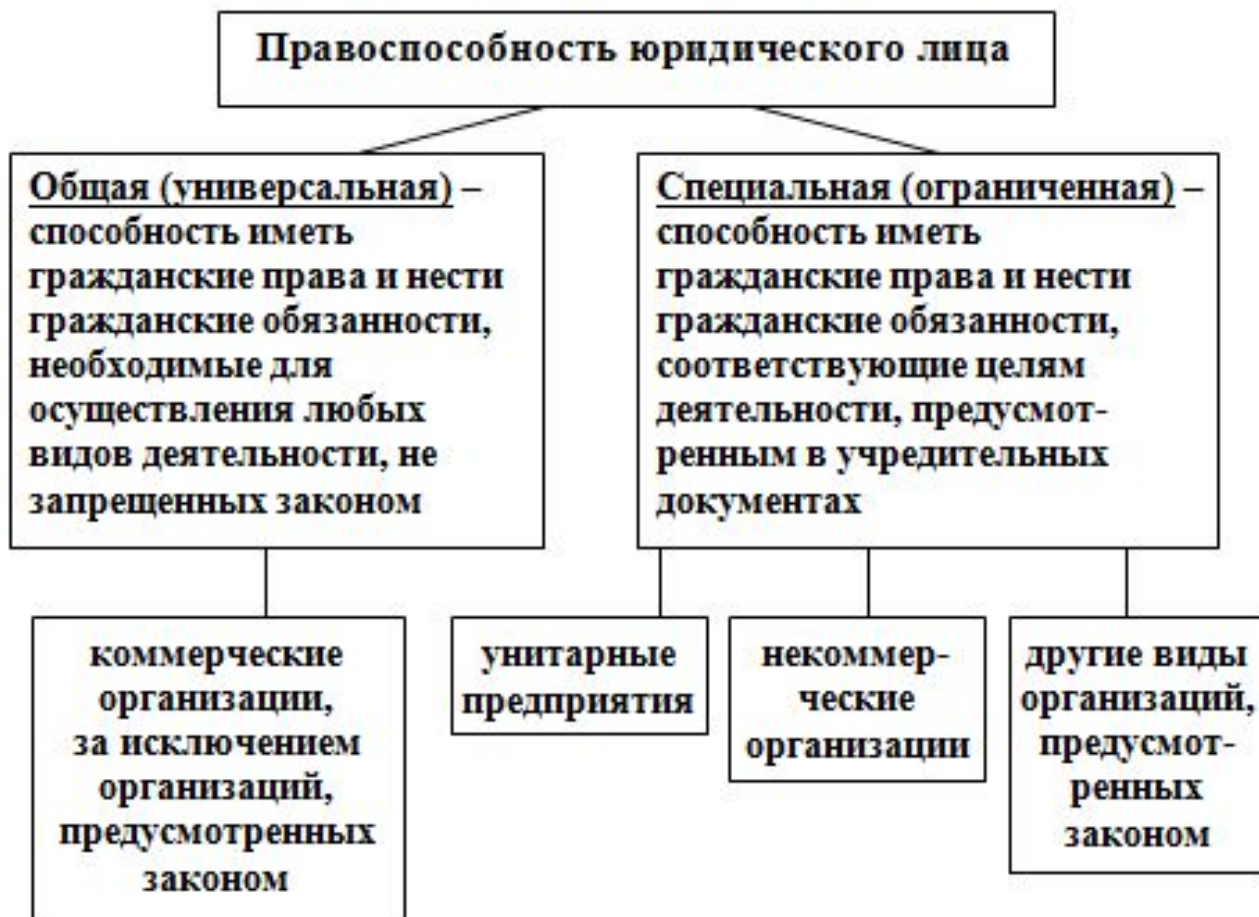 Правоспособность юридического лица
Общая (универсальная) –
способность иметь
гражданские права и нести
гражданские обязанности,
необходимые для
осуществления любых
видов деятельности, не
запрещенных законом
Специальная (ограниченная) –
способность иметь
гражданские права и нести
гражданские обязанности,
соответствующие целям
деятельности, предусмот-
ренным в учредительных
документах
коммерческие
организации,
за исключением
организаций,
предусмотренных
законом
унитарные
предприятия
некоммер-
ческие
организации
другие виды
организаций,
предусмот-
ренных
законом